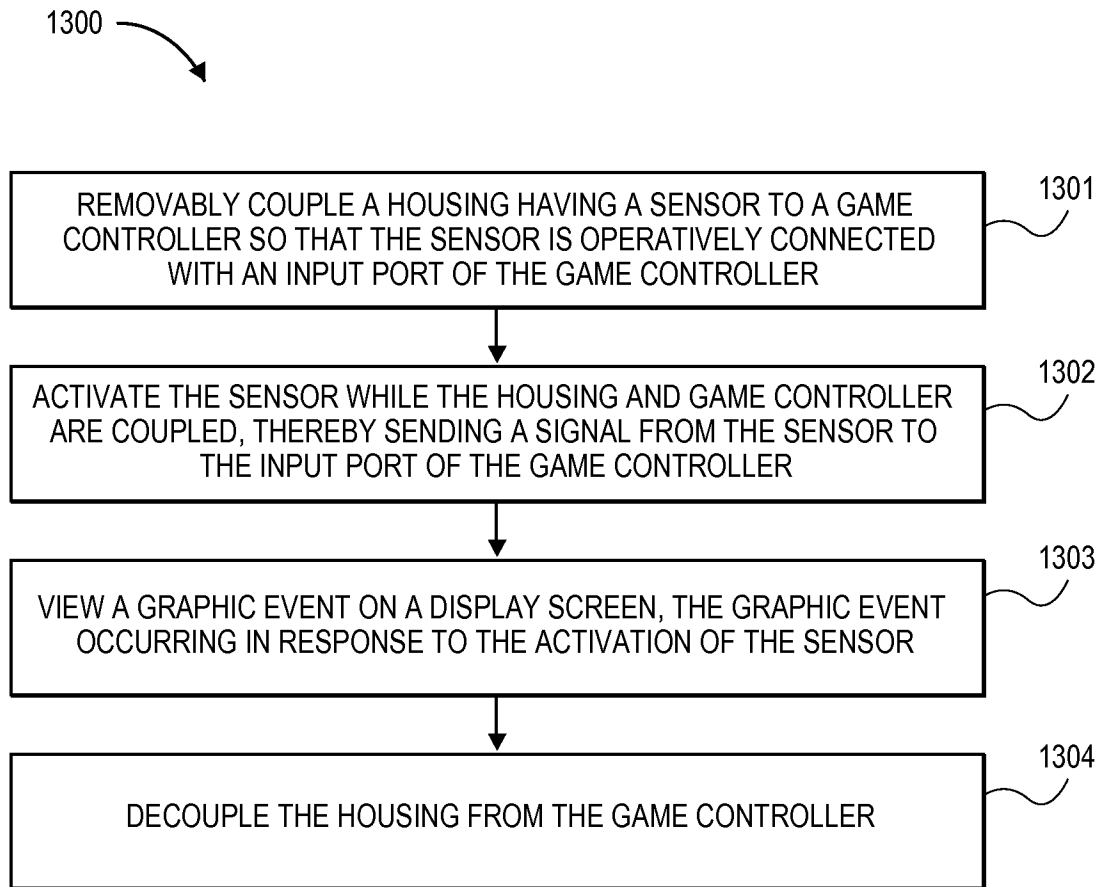 1300
REMOVABLY COUPLE A HOUSING HAVING A SENSOR TO A GAME
CONTROLLER SO THAT THE SENSOR IS OPERATIVELY CONNECTED
WITH AN INPUT PORT OF THE GAME CONTROLLER
1301
ACTIVATE THE SENSOR WHILE THE HOUSING AND GAME CONTROLLER
ARE COUPLED, THEREBY SENDING A SIGNAL FROM THE SENSOR TO
THE INPUT PORT OF THE GAME CONTROLLER
1302
VIEW A GRAPHIC EVENT ON A DISPLAY SCREEN, THE GRAPHIC EVENT
OCCURRING IN RESPONSE TO THE ACTIVATION OF THE SENSOR
1303
DECOUPLE THE HOUSING FROM THE GAME CONTROLLER
1304